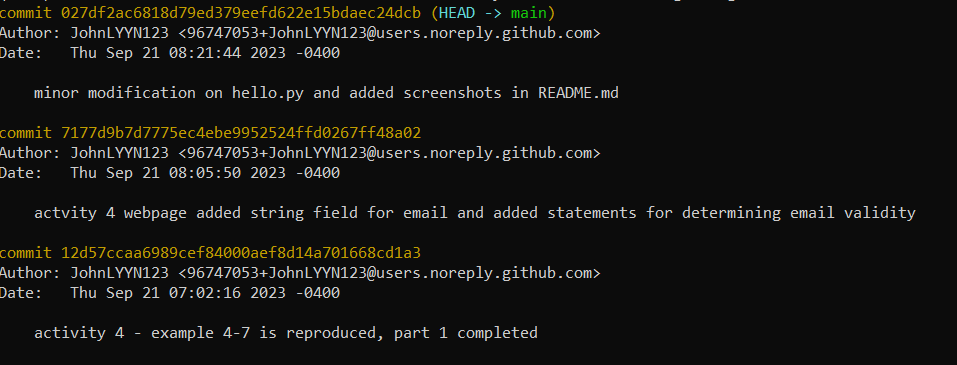 commit 027df2ac6818d79ed379eefd622e15bdaec24dcb (HEAD -> main)
Author: JohnLYYN123 <96747053+JohnLYYN123@users.noreply.github.com>
Date:   Thu Sep 21 08:21:44 2023 -0400
minor modification on hello.py and added screenshots in README.md
commit 7177d9b7d7775ec4ebe9952524ffd0267ff48a02
Author: JohnLYYN123 <96747053+JohnLYYN123@users.noreply.github.com>
Date:   Thu Sep 21 08:05:50 2023 -0400
actvity 4 webpage added string field for email and added statements for determining email validity
commit 12d57ccaa6989cef84000aef8d14a701668cd1a3
Author: JohnLYYN123 <96747053+JohnLYYN123@users.noreply.github.com>
Date:   Thu Sep 21 07:02:16 2023 -0400
activity 4 - example 4-7 is reproduced, part 1 completed